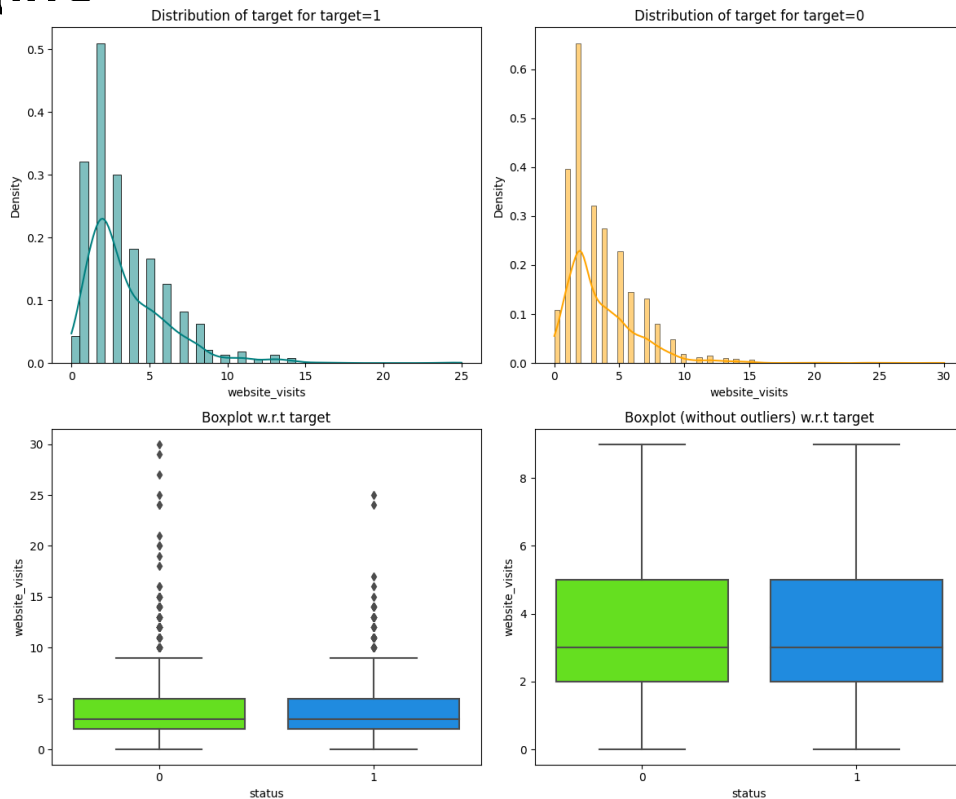 Distribution of target for target=1
Distribution of target for target=0
Density
0.5
0.4
0.3
0.2
0.1
0.0
0 5 10 15 20 25
website_visits
Density
0.6
0.5
0.4
0.3
0.2
0.1
0.0
0 5 10 15 20 25 30
website_visits
Boxplot w.r.t target
Boxplot (without outliers) w.r.t target
website_visits
30
25
20
15
10
5
0
0 1
status
website_visits
8
6
4
2
0
0 1
status